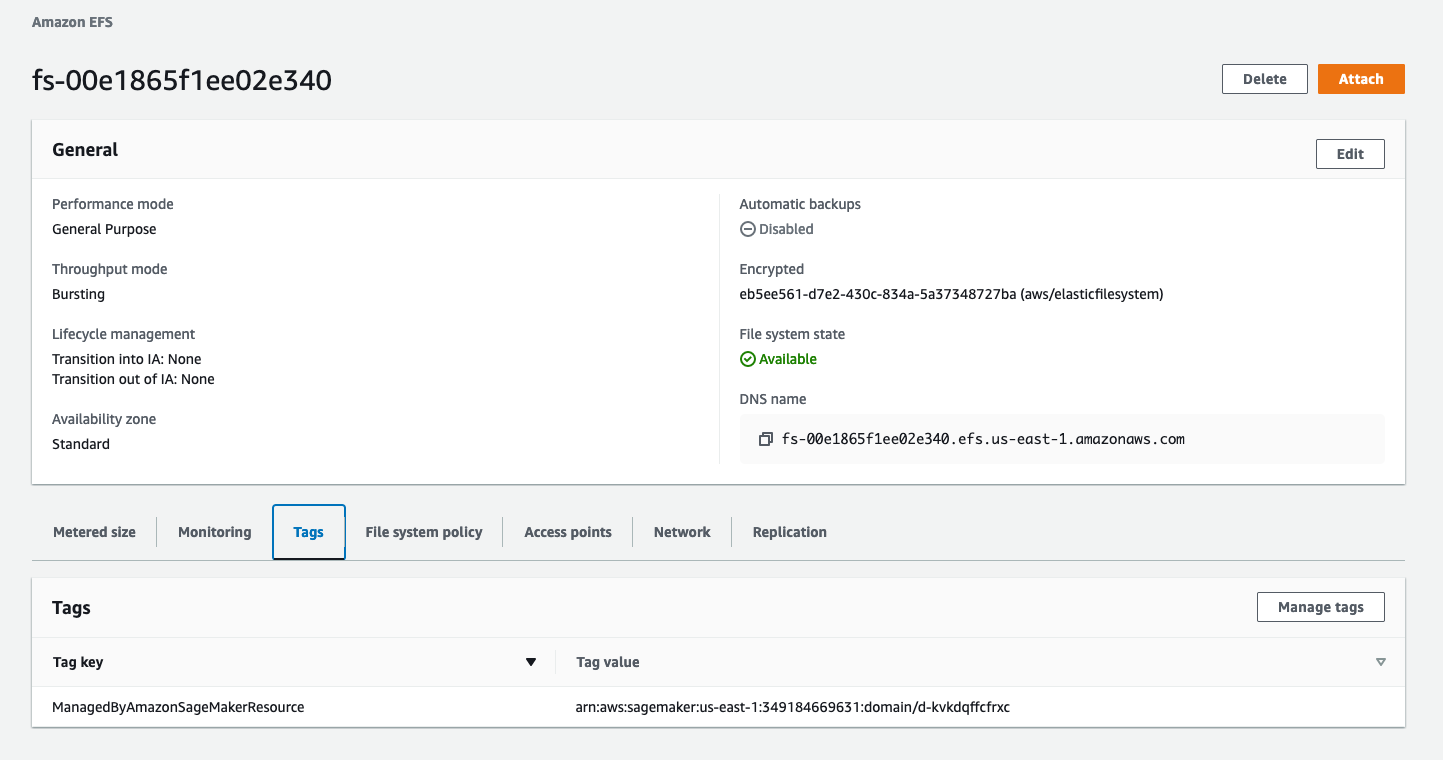 Amazon EFS
fs-00e1865f1ee02e340
Delete
Attach
General
Edit
Performance mode
General Purpose
Throughput mode
Bursting
Lifecycle management
Transition into IA: None
Transition out of IA: None
Availability zone
Standard
Automatic backups
Disabled
Encrypted
eb5ee561-d7e2-430c-834a-5a37348727ba (aws/elasticfilesystem)
File system state
Available
DNS name
fs-00e1865f1ee02e340.efs.us-east-1.amazonaws.com
Metered size
Monitoring
Tags
File system policy
Access points
Network
Replication
Tags
Manage tags
Tag key
Tag value
ManagedByAmazonSageMakerResource
arn:aws:sagemaker:us-east-1:349184669631:domain/d-kvkdqffcfrxc